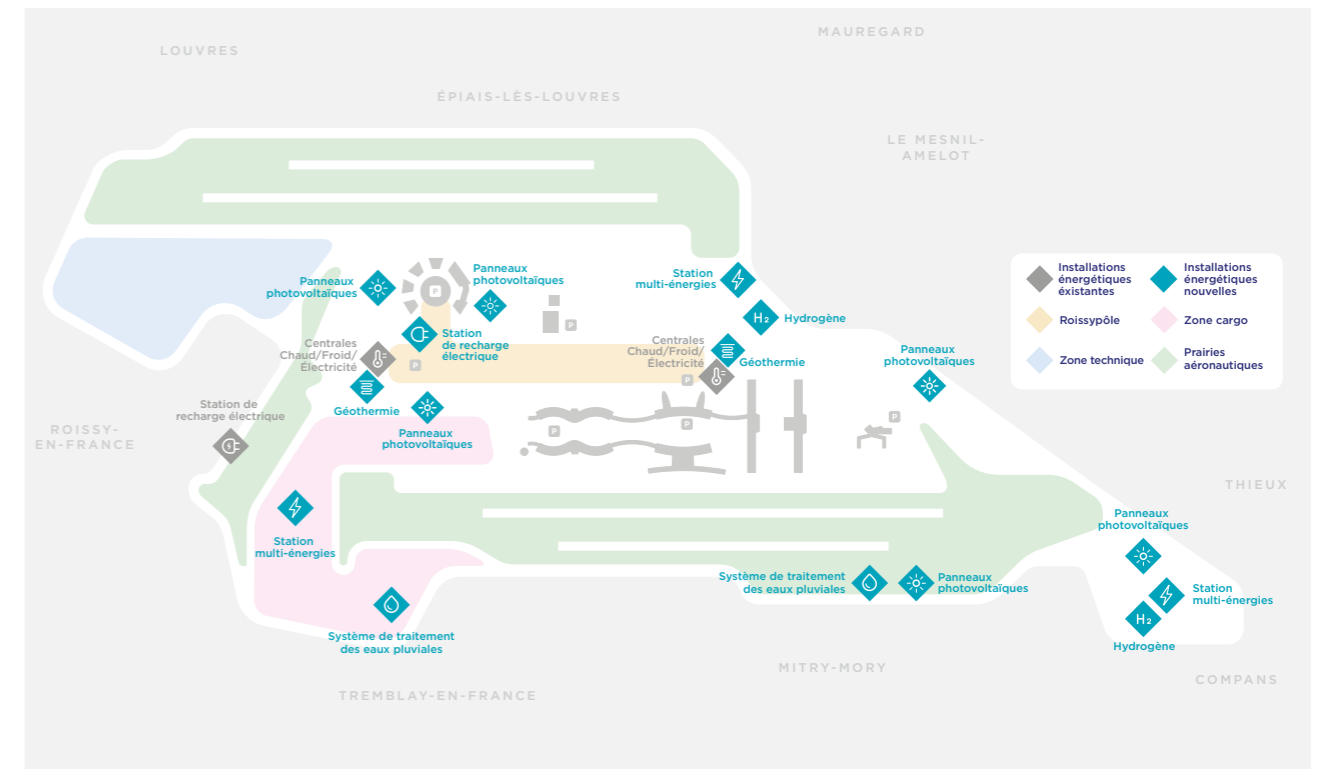 MAUREGARD
LOUVRES
ÉPIAIS-LÈS-LOUVRES
LE MESNIL-
AMELOT
Panneaux
photovoltaïques
P
Panneaux
photovoltaïques
Station
multi-énergies
H₂
Hydrogène
Installations
énergétiques
éxistantes
Installations
énergétiques
nouvelles
Roissypôle
Zone cargo
Zone technique
Prairies
aéronautiques
P
Station
de recharge
électrique
Centrales
Chaud/Froid/
Électricité
P
Géothermie
Centrales
Chaud/Froid/
Électricité
P
Géothermie
Panneaux
photovoltaïques
Station de
recharge électrique
Panneaux
photovoltaïques
P
P
P
ROISSY-
EN-FRANCE
THIEUX
Station
multi-énergies
Panneaux
photovoltaïques
Système de traitement
des eaux pluviales
Panneaux
photovoltaïques
Station
multi-énergies
H₂
Hydrogène
Système de traitement
des eaux pluviales
MITRY-MORY
COMPANS
TREMBLAY-EN-FRANCE